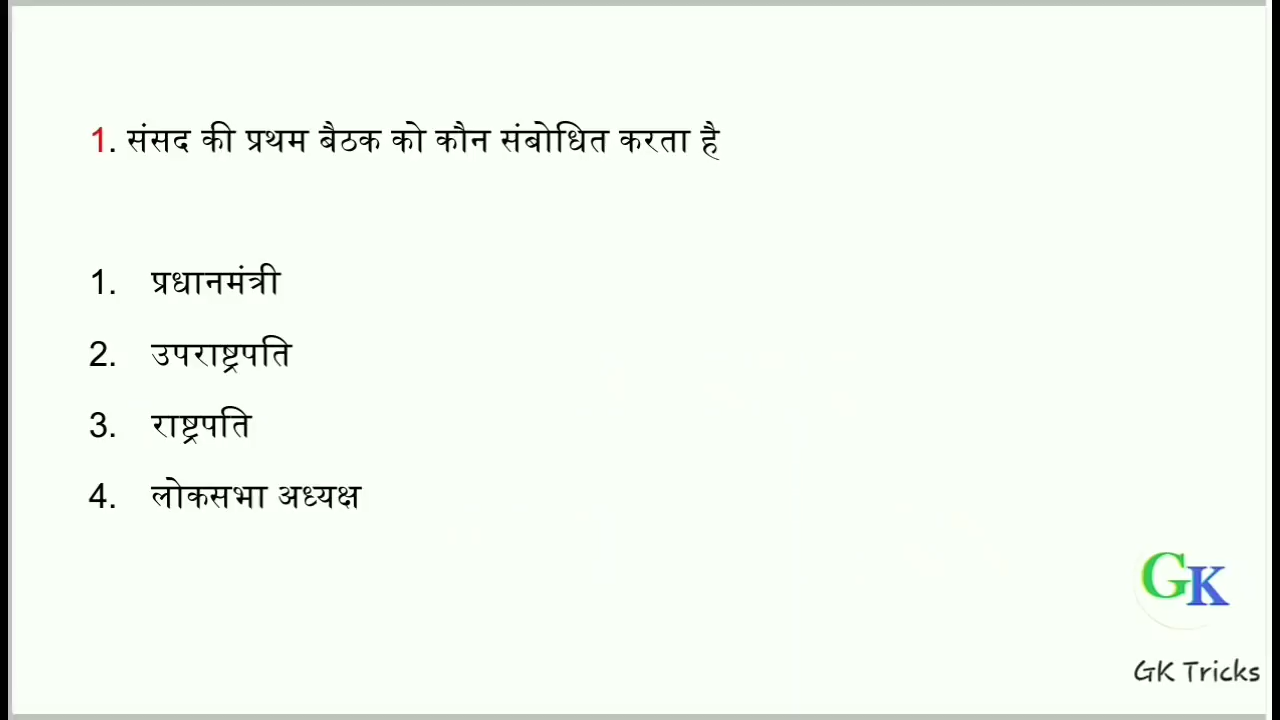 1. संसद की प्रथम बैठक को कौन संबोधित करता है
1. प्रधानमंत्री
2. उपराष्ट्रपति
3. राष्ट्रपति
4. लोकसभा अध्यक्ष
GK
GK Tricks